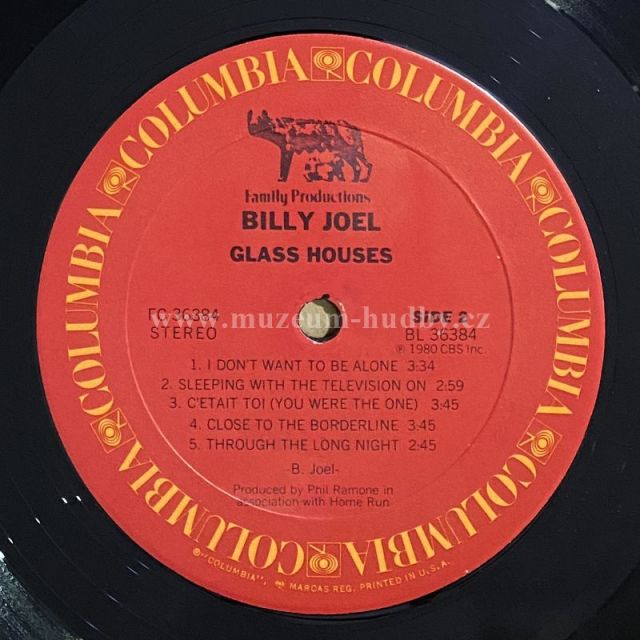 COLUMBIA COLUMBIA COLUMBIA COLUMBIA COLUMBIA COLUMBIA
Family Productions
BILLY JOEL
GLASS HOUSES
FC 36384
STEREO
SIDE 2
BL 36384
℗ 1980 CBS Inc.
www.muzeum-hudby.cz
1. I DON'T WANT TO BE ALONE 3:34
2. SLEEPING WITH THE TELEVISION ON 2:59
3. C'ETAIT TOI (YOU WERE THE ONE) 3:45
4. CLOSE TO THE BORDERLINE 3:45
5. THROUGH THE LONG NIGHT 2:45
-B. Joel-
Produced by Phil Ramone in
association with Home Run
"COLUMBIA", MARCAS REG. PRINTED IN U.S.A.